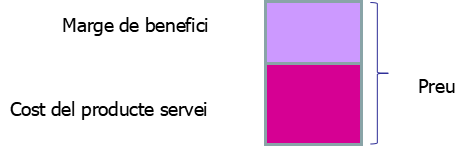 Marge de benefici
Preu
Cost del producte servei